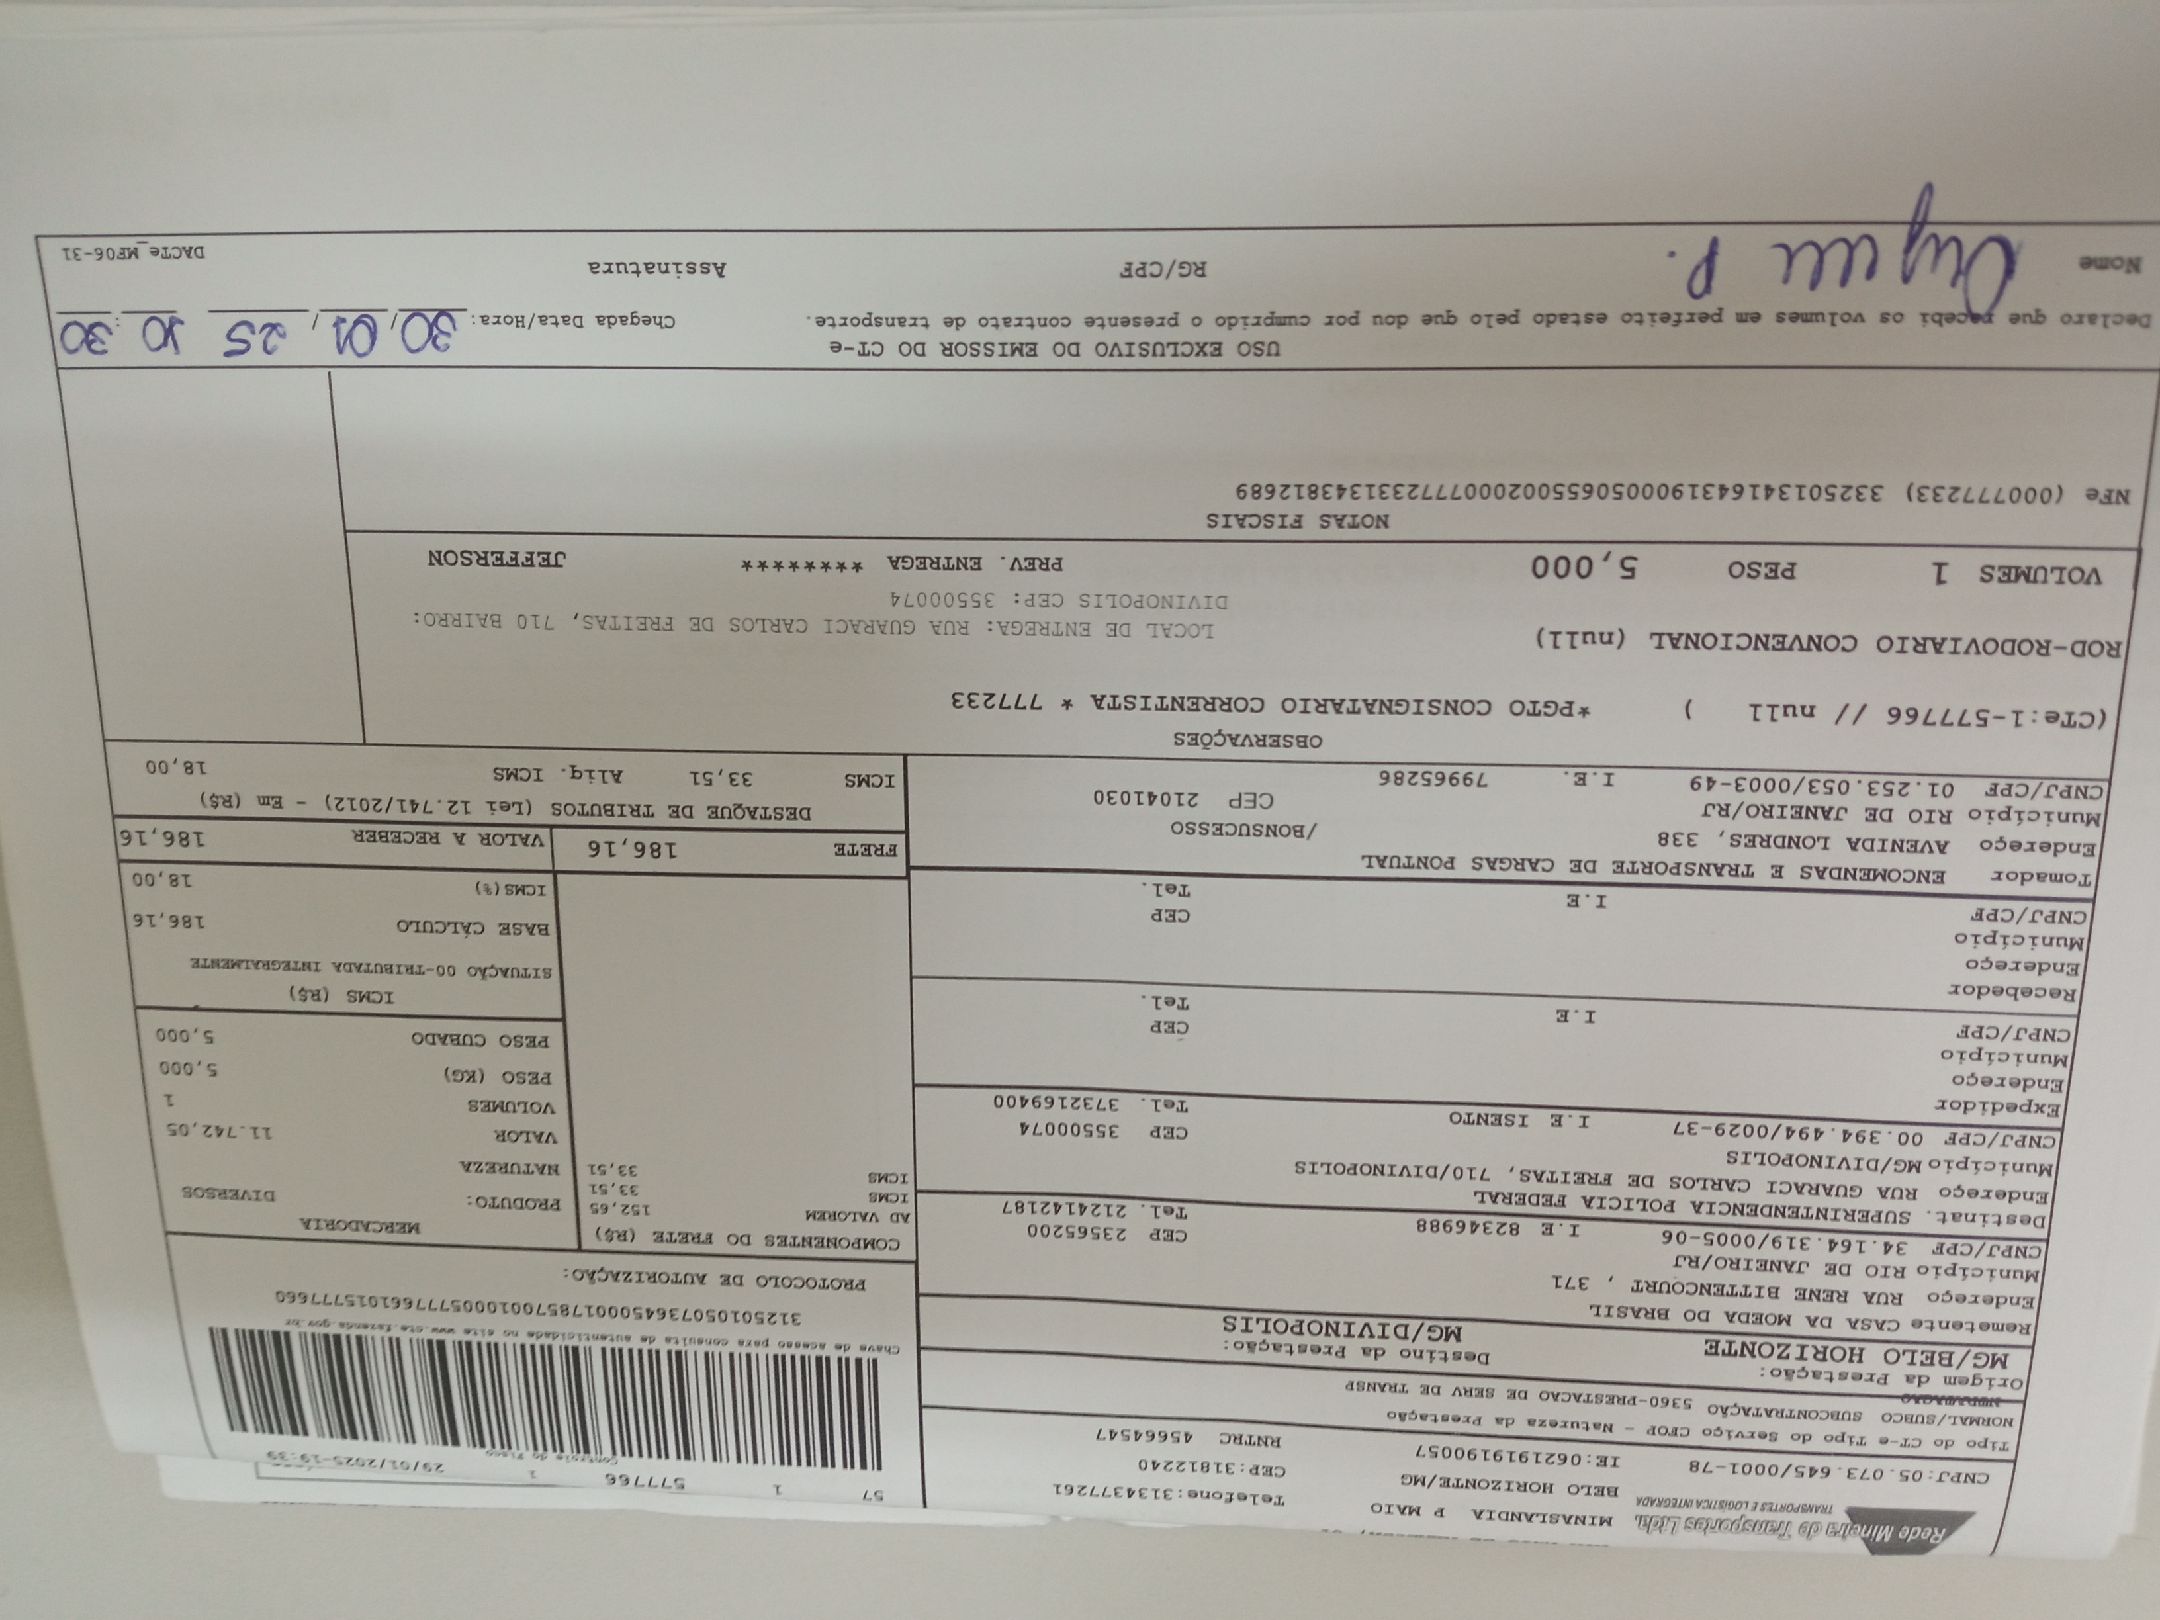 Rede Mineira de Transportes Ltda.
TRANSPORTES E LOGISTICA INTEGRADA
MINASLANDIA P MAIO Telefone:3134377261
BELO HORIZONTE/MG CEP:31812240
CNPJ:05.073.645/0001-78 IE:0621919190057 RNTRC 45664547
57 1 577766 1 29/01/2025-19:39
Controle do Fisco
Tipo do CT-e Tipo do Serviço CFOP - Natureza da Prestação
NORMAL/SUBCO SUBCONTRATAÇÃO 5360-PRESTACAO DE SERV DE TRANSP
Origem da Prestação: Destino da Prestação:
MG/BELO HORIZONTE MG/DIVINOPOLIS
Chave de acesso para consulta de autenticidade no site www.cte.fazenda.gov.br
31250105073645000178570010005777661015777660
PROTOCOLO DE AUTORIZAÇÃO:
Remetente CASA DA MOEDA DO BRASIL
Endereço RUA RENE BITTENCOURT , 371
Município RIO DE JANEIRO/RJ CEP 23565200
CNPJ/CPF 34.164.319/0005-06 I.E 82346988 Tel. 2124142187
Destinat. SUPERINTENDENCIA POLICIA FEDERAL
Endereço RUA GUARACI CARLOS DE FREITAS, 710/DIVINOPOLIS
Município MG/DIVINOPOLIS CEP 35500074
CNPJ/CPF 00.394.494/0029-37 I.E ISENTO Tel. 3732169400
Expedidor
Endereço
Município CEP
CNPJ/CPF I.E Tel.
Recebedor
Endereço
Município CEP
CNPJ/CPF I.E Tel.
Tomador ENCOMENDAS E TRANSPORTE DE CARGAS PONTUAL
Endereço AVENIDA LONDRES, 338 /BONSUCESSO
Município RIO DE JANEIRO/RJ CEP 21041030
CNPJ/CPF 01.253.053/0003-49 I.E. 79965286
COMPONENTES DO FRETE (R$)
AD VALOREM 152,65
ICMS 33,51
ICMS 33,51
MERCADORIA
PRODUTO: DIVERSOS
NATUREZA
VALOR 11.742,05
VOLUMES 1
PESO (KG) 5,000
PESO CUBADO 5,000
ICMS (R$)
SITUAÇÃO 00-TRIBUTADA INTEGRALMENTE
BASE CÁLCULO 186,16
ICMS(%) 18,00
FRETE 186,16 VALOR A RECEBER 186,16
DESTAQUE DE TRIBUTOS (Lei 12.741/2012) - Em (R$)
ICMS 33,51 Aliq. ICMS 18,00
OBSERVAÇÕES
(CTe:1-577766 // null ) *PGTO CONSIGNATARIO CORRENTISTA * 777233
ROD-RODOVIARIO CONVENCIONAL (null) LOCAL DE ENTREGA: RUA GUARACI CARLOS DE FREITAS, 710 BAIRRO:
DIVINOPOLIS CEP: 35500074
VOLUMES 1 PESO 5,000 PREV. ENTREGA ******** JEFFERSON
NOTAS FISCAIS
NFe (000777233) 33250134164319000506550020007772331343812689
USO EXCLUSIVO DO EMISSOR DO CT-e
Declaro que recebi os volumes em perfeito estado pelo que dou por cumprido o presente contrato de transporte. Chegada Data/Hora: 30/01/25 10:30
Nome P. RG/CPF Assinatura
DACTe_MF06-31